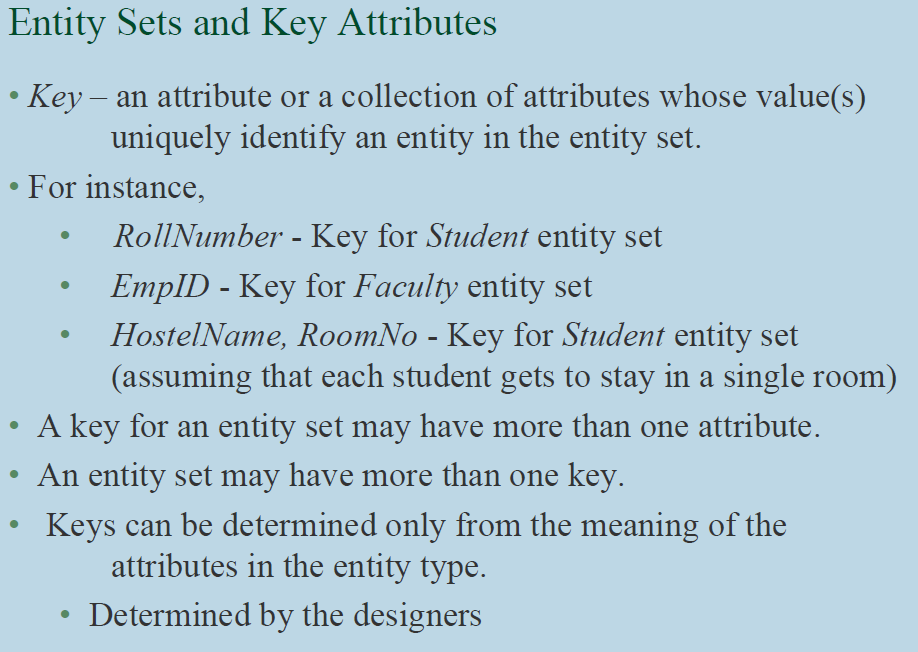 Entity Sets and Key Attributes
• Key – an attribute or a collection of attributes whose value(s)
uniquely identify an entity in the entity set.
• For instance,
• RollNumber - Key for Student entity set
• EmpID - Key for Faculty entity set
• HostelName, RoomNo - Key for Student entity set
(assuming that each student gets to stay in a single room)
• A key for an entity set may have more than one attribute.
• An entity set may have more than one key.
• Keys can be determined only from the meaning of the
attributes in the entity type.
• Determined by the designers